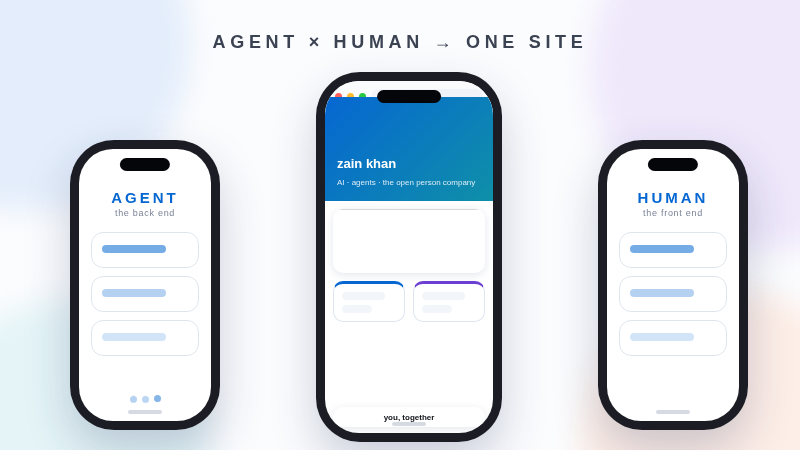 AGENT × HUMAN → ONE SITE
AGENT
the back end
zain khan
AI · agents · the open person company
you, together
HUMAN
the front end